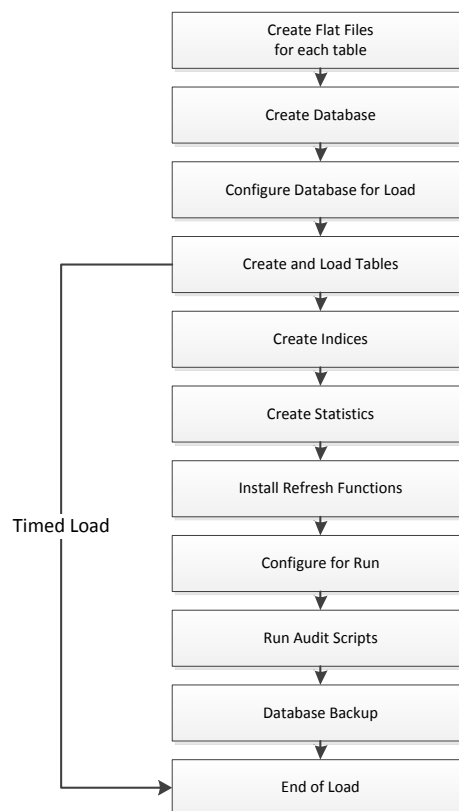 Create Flat Files
for each table
Create Database
Configure Database for Load
Create and Load Tables
Create Indices
Create Statistics
Install Refresh Functions
Timed Load
Configure for Run
Run Audit Scripts
Database Backup
End of Load